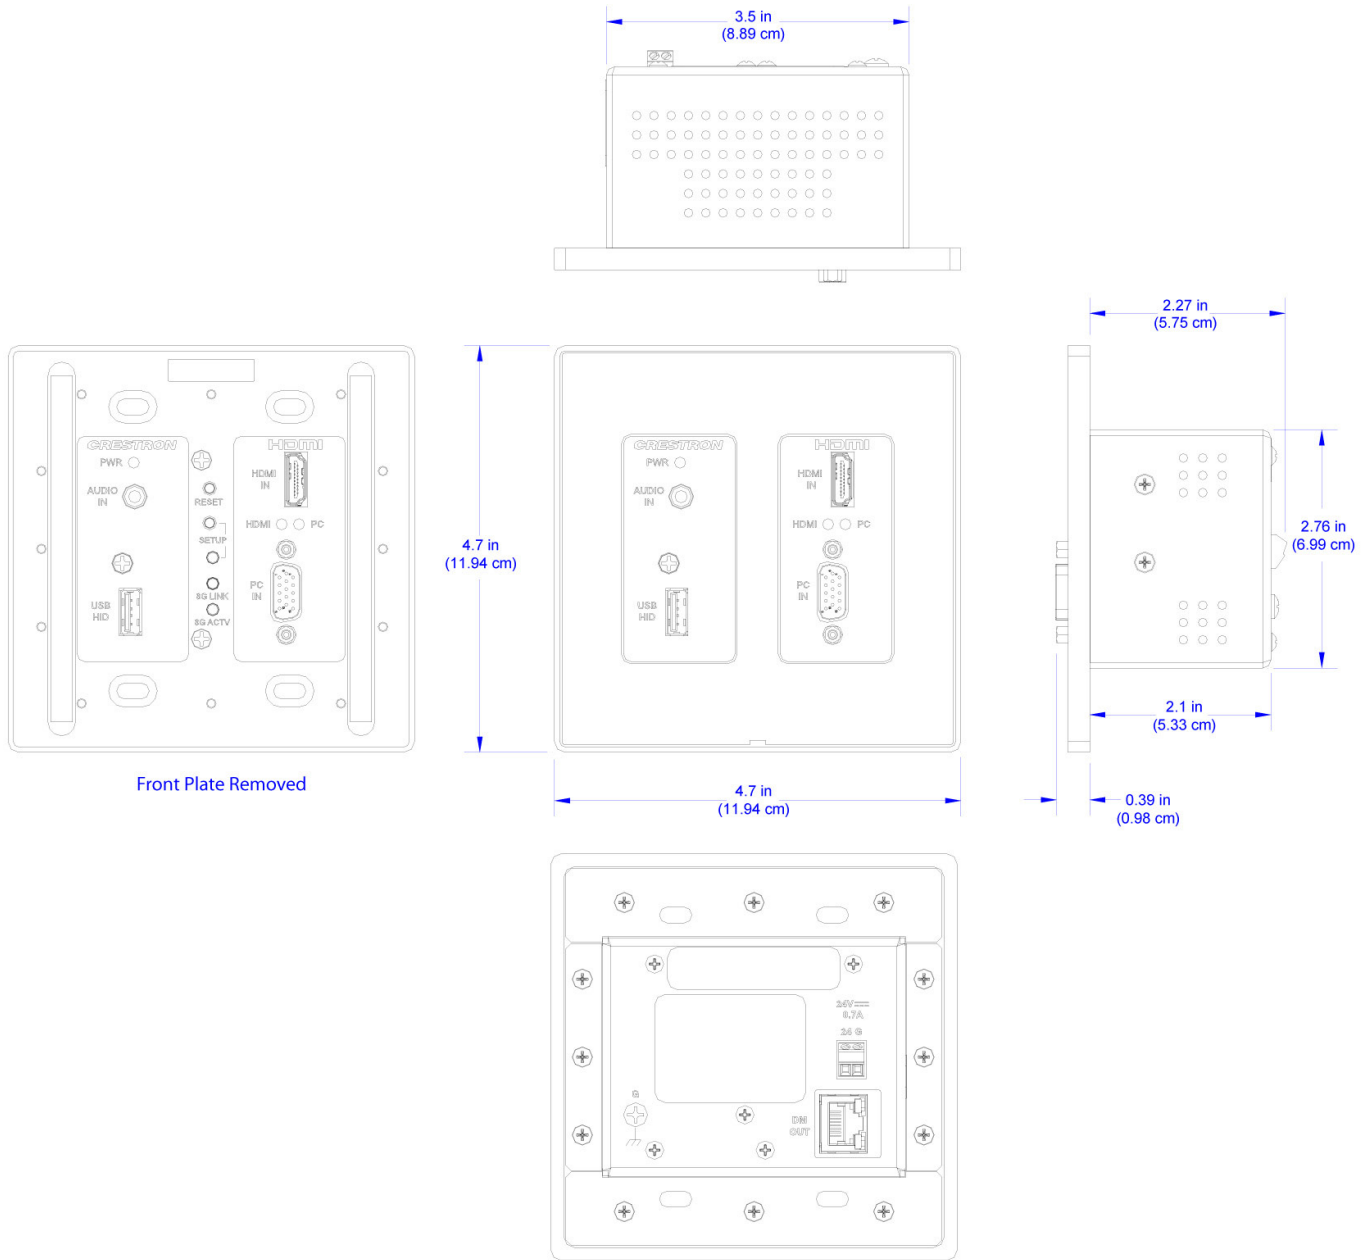 3.5 in
(8.89 cm)
2.27 in
(5.75 cm)
CRESTRON
HDMI
PWR
HDMI
IN
AUDIO
IN
RESET
HDMI
PC
SETUP
PC
IN
SG LINK
USB
HID
SG ACTV
Front Plate Removed
4.7 in
(11.94 cm)
CRESTRON
HDMI
PWR
HDMI
IN
AUDIO
IN
HDMI
PC
PC
IN
USB
HID
4.7 in
(11.94 cm)
2.76 in
(6.99 cm)
2.1 in
(5.33 cm)
0.39 in
(0.98 cm)
24V
0.7A
24 G
G
DM
OUT